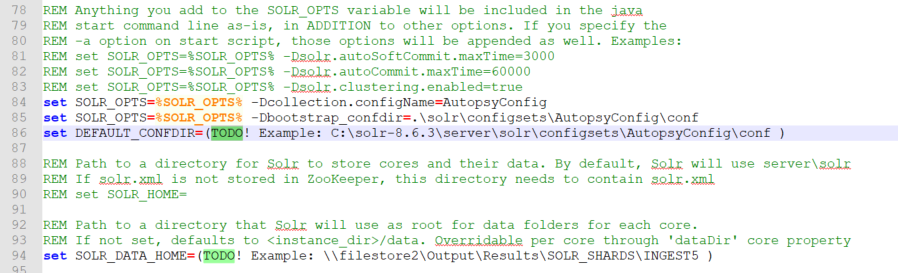 78 REM Anything you add to the SOLR_OPTS variable will be included in the java
79 REM start command line as-is, in ADDITION to other options. If you specify the
80 REM -a option on start script, those options will be appended as well. Examples:
81 REM set SOLR_OPTS=%SOLR_OPTS% -Dsolr.autoSoftCommit.maxTime=3000
82 REM set SOLR_OPTS=%SOLR_OPTS% -Dsolr.autoCommit.maxTime=60000
83 REM set SOLR_OPTS=%SOLR_OPTS% -Dsolr.clustering.enabled=true
84 set SOLR_OPTS=%SOLR_OPTS% -Dcollection.configName=AutopsyConfig
85 set SOLR_OPTS=%SOLR_OPTS% -Dbootstrap_confdir=.\solr\configsets\AutopsyConfig\conf
86 set DEFAULT_CONFDIR=(TODO! Example: C:\solr-8.6.3\server\solr\configsets\AutopsyConfig\conf )
87
88 REM Path to a directory for Solr to store cores and their data. By default, Solr will use server\solr
89 REM If solr.xml is not stored in ZooKeeper, this directory needs to contain solr.xml
90 REM set SOLR_HOME=
91
92 REM Path to a directory that Solr will use as root for data folders for each core.
93 REM If not set, defaults to <instance_dir>/data. Overridable per core through 'dataDir' core property
94 set SOLR_DATA_HOME=(TODO! Example: \\filestore2\Output\Results\SOLR_SHARDS\INGEST5 )
95